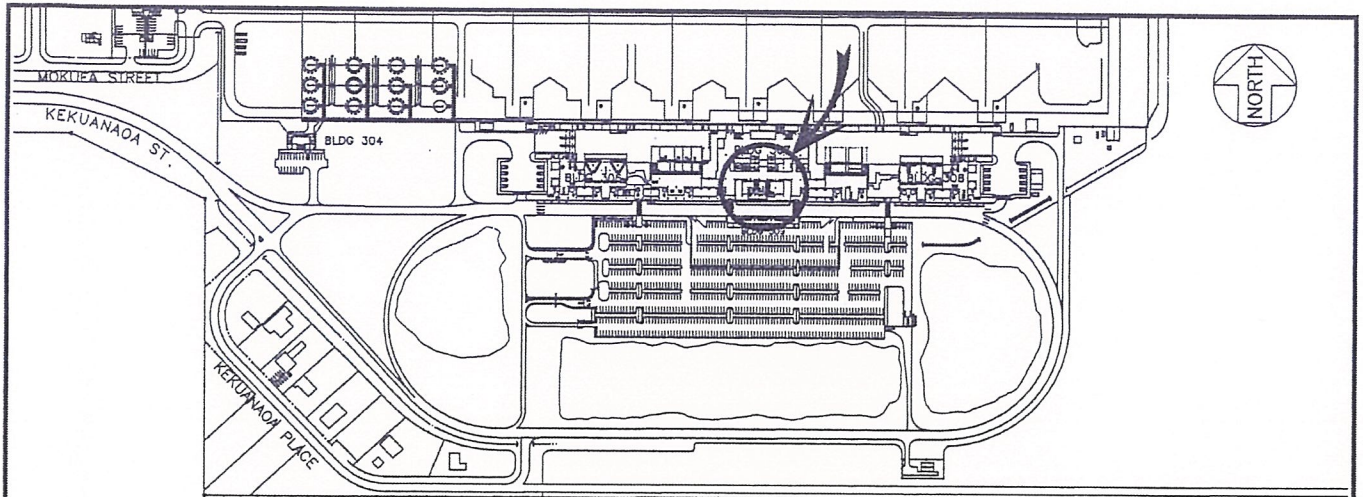 MOKUEA STREET
KEKUANAOA ST.
BLDG 304
NORTH
KEKUANAOA PLACE